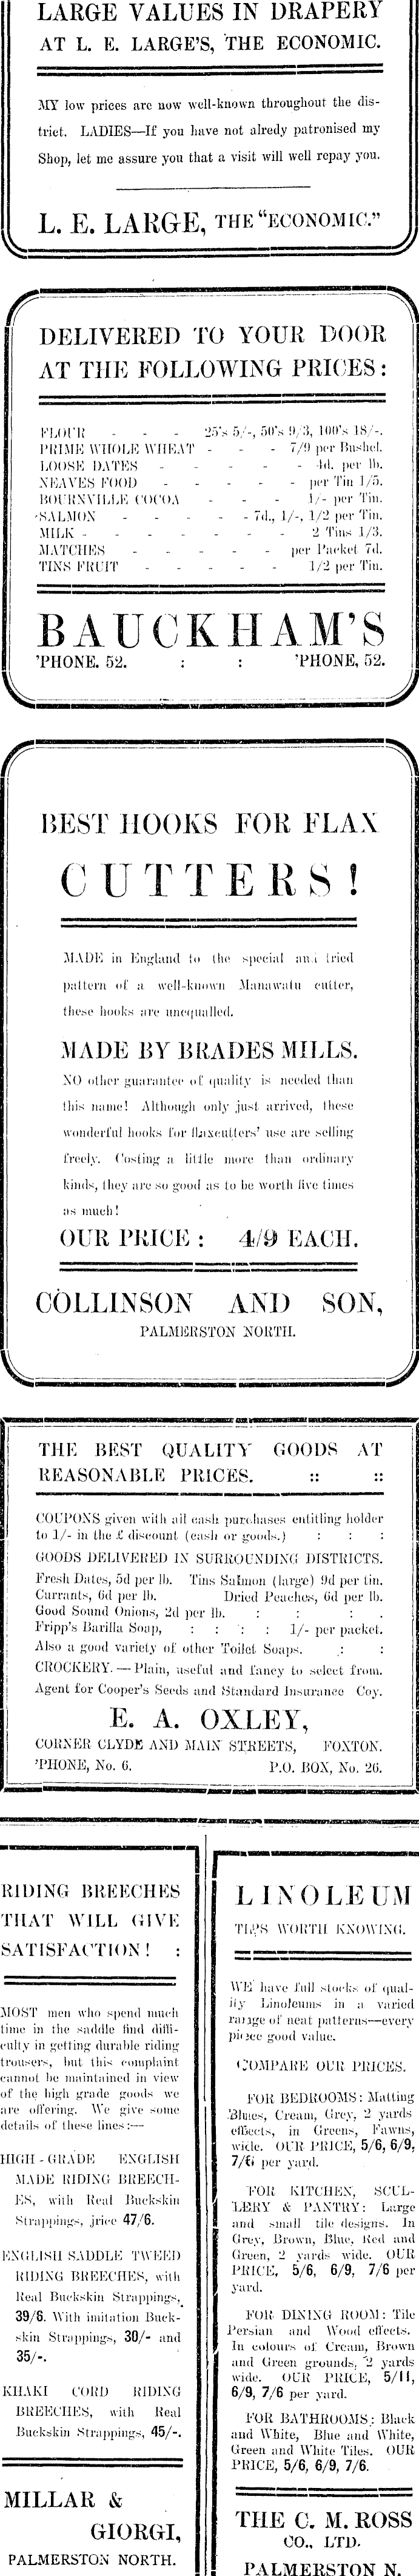 LARGE VALUES IN DRAPERY
AT L. E. LARGE'S, THE ECONOMIC.
MY low prices are now well-known throughout the dis-
trict. LADIES—If you have not alredy patronised my
Shop, let me assure you that a visit will well repay you.
L. E. LARGE, THE "ECONOMIC."
DELIVERED TO YOUR DOOR
AT THE FOLLOWING PRICES:
FLOUR - - - 25's 5/-, 50's 9/3, 100's 18/-.
PRIME WHOLE WHEAT - - - 7/9 per Bushel.
LOOSE DATES - - - - - 4d. per lb.
NEAVES FOOD - - - - per Tin 1/5.
BOURNVILLE COCOA - - - - 1/- per Tin.
SALMON - - - - - 7d., 1/-, 1/2 per Tin.
MILK - - - - - - - 2 Tins 1/3.
MATCHES - - - - - per Packet 7d.
TINS FRUIT - - - - - 1/2 per Tin.
BAUCKHAM'S
'PHONE. 52. : : 'PHONE, 52.
BEST HOOKS FOR FLAX
CUTTERS!
MADE in England to the special and tried
pattern of a well-known Manawatu cutter,
these hooks are unequalled.
MADE BY BRADES MILLS.
NO other guarantee of quality is needed than
this name! Although only just arrived, these
wonderful hooks for flaxcutters' use are selling
freely. Costing a little more than ordinary
kinds, they are so good as to be worth five times
as much!
OUR PRICE: 4/9 EACH.
COLLINSON AND SON,
PALMERSTON NORTH.
THE BEST QUALITY GOODS AT
REASONABLE PRICES. :: ::
COUPONS given with all cash purchases entitling holder
to 1/- in the £ discount (cash or goods.) : : :
GOODS DELIVERED IN SURROUNDING DISTRICTS.
Fresh Dates, 5d per lb. Tins Salmon (large) 9d per tin.
Currants, 6d per lb. Dried Peaches, 6d per lb.
Good Sound Onions, 2d per lb. : : : .
Fripp's Barilla Soap, : : : : 1/- per packet.
Also a good variety of other Toilet Soaps. : :
CROCKERY.—Plain, useful and fancy to select from.
Agent for Cooper's Seeds and Standard Insurance Coy.
E. A. OXLEY,
CORNER CLYDE AND MAIN STREETS, FOXTON.
'PHONE, No. 6. P.O. BOX, No. 26.
RIDING BREECHES
THAT WILL GIVE
SATISFACTION! :
MOST men who spend much
time in the saddle find diffi-
culty in getting durable riding
trousers, but this complaint
cannot be maintained in view
of the high grade goods we
are offering. We give some
details of these lines:—
HIGH-GRADE ENGLISH
MADE RIDING BREECH-
ES, with Real Buckskin
Strappings, price 47/6.
ENGLISH SADDLE TWEED
RIDING BREECHES, with
Real Buckskin Strappings,
39/6. With imitation Buck-
skin Strappings, 30/- and
35/-.
KHAKI CORD RIDING
BREECHES, with Real
Buckskin Strappings, 45/-.
MILLAR &
GIORGI,
PALMERSTON NORTH.
LINOLEUM
TIPS WORTH KNOWING.
WE have full stocks of qual-
ity Linoleums in a varied
range of neat patterns—every
piece good value.
COMPARE OUR PRICES.
FOR BEDROOMS: Matting
Blues, Cream, Grey, 2 yards
effects, in Greens, Fawns,
wide. OUR PRICE, 5/6, 6/9,
7/6 per yard.
FOR KITCHEN, SCUL-
LERY & PANTRY: Large
and small tile designs. In
Grey, Brown, Blue, Red and
Green, 2 yards wide. OUR
PRICE, 5/6, 6/9, 7/6 per
yard.
FOR DINING ROOM: Tile
Persian and Wood effects.
In colours of Cream, Brown
and Green grounds, 2 yards
wide. OUR PRICE, 5/11,
6/9, 7/6 per yard.
FOR BATHROOMS: Black
and White, Blue and White,
Green and White Tiles. OUR
PRICE, 5/6, 6/9, 7/6.
THE C. M. ROSS
CO., LTD.
PALMERSTON N.